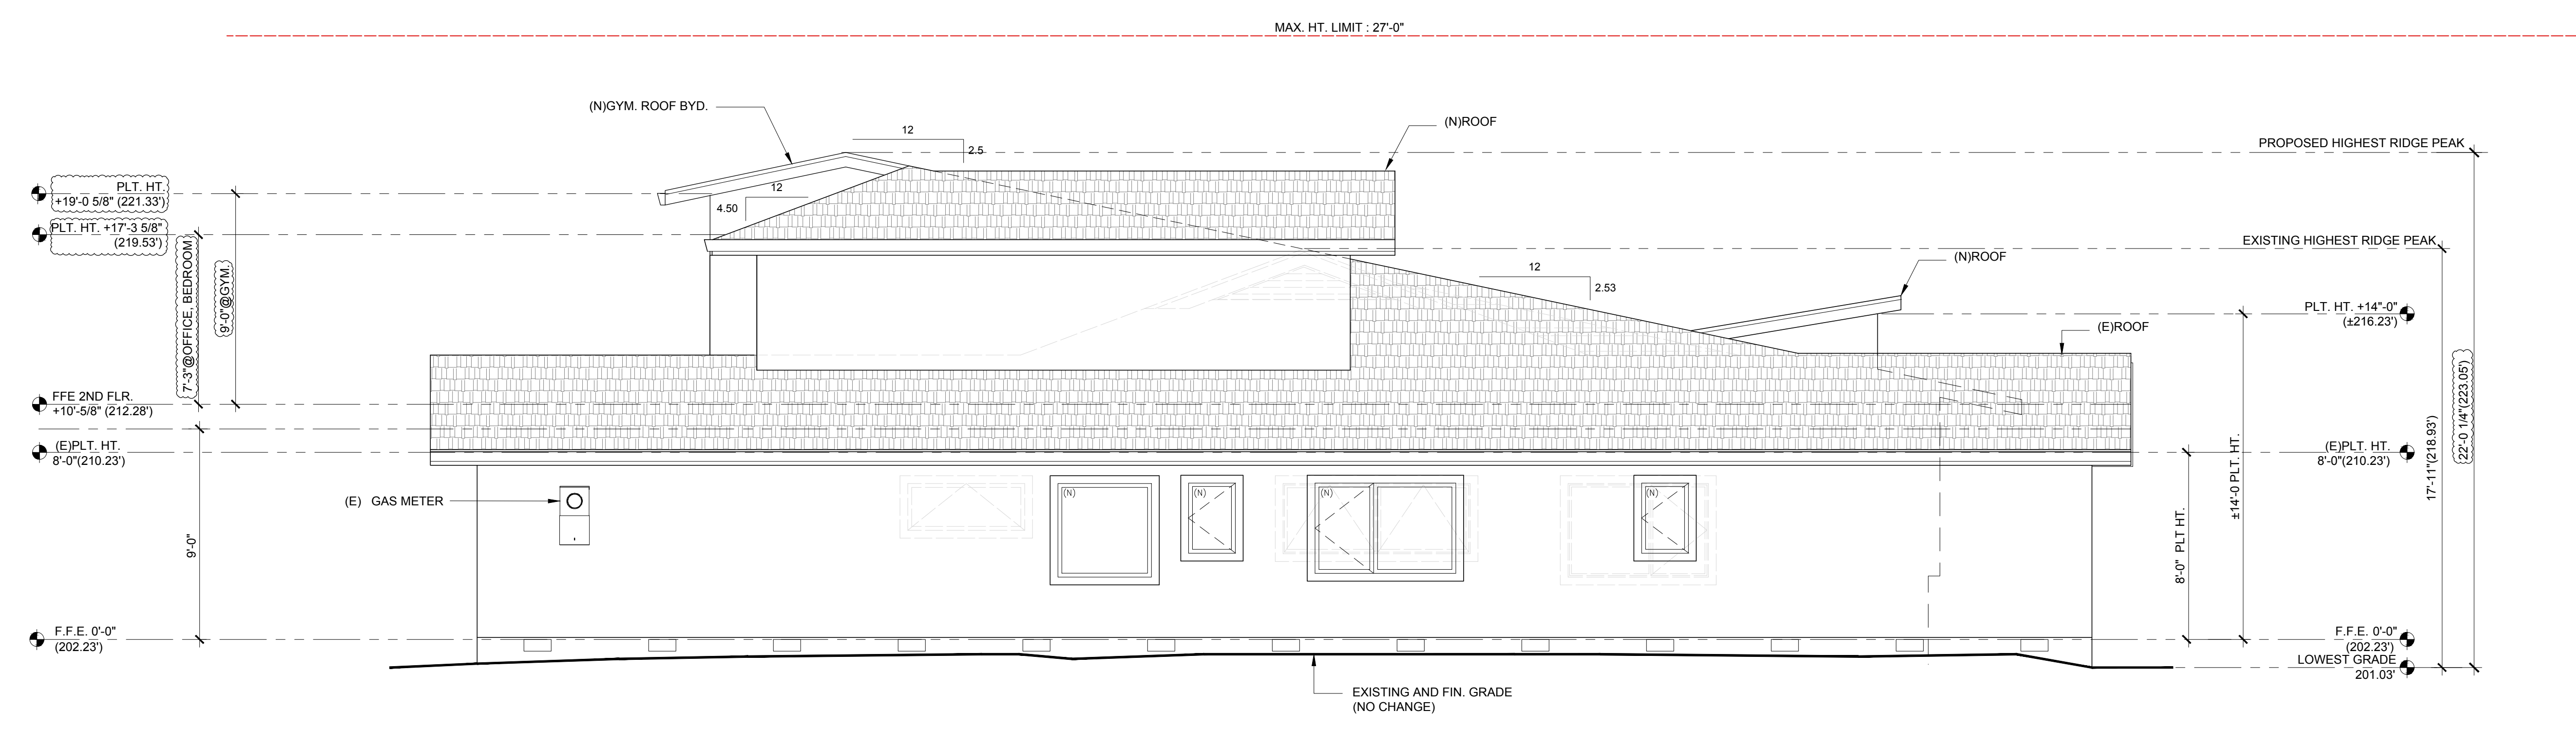 MAX. HT. LIMIT : 27'-0"
(N)GYM. ROOF BYD.
12
2.5
(N)ROOF
PROPOSED HIGHEST RIDGE PEAK
PLT. HT.
+19'-0 5/8" (221.33')
12
4.50
PLT. HT. +17'-3 5/8"
(219.53')
EXISTING HIGHEST RIDGE PEAK
7'-3"@OFFICE, BEDROOM
9'-0"@GYM.
12
2.53
(N)ROOF
PLT. HT. +14"-0"
(±216.23')
(E)ROOF
FFE 2ND FLR.
+10'-5/8" (212.28')
(E)PLT. HT.
8'-0"(210.23')
(E)PLT. HT.
8'-0"(210.23')
22'-0 1/4"(223.05')
17'-11"(218.93')
±14'-0 PLT. HT.
8'-0" PLT HT.
(E) GAS METER
(N)
(N)
(N)
(N)
9'-0"
F.F.E. 0'-0"
(202.23')
F.F.E. 0'-0"
(202.23')
LOWEST GRADE
201.03'
EXISTING AND FIN. GRADE
(NO CHANGE)